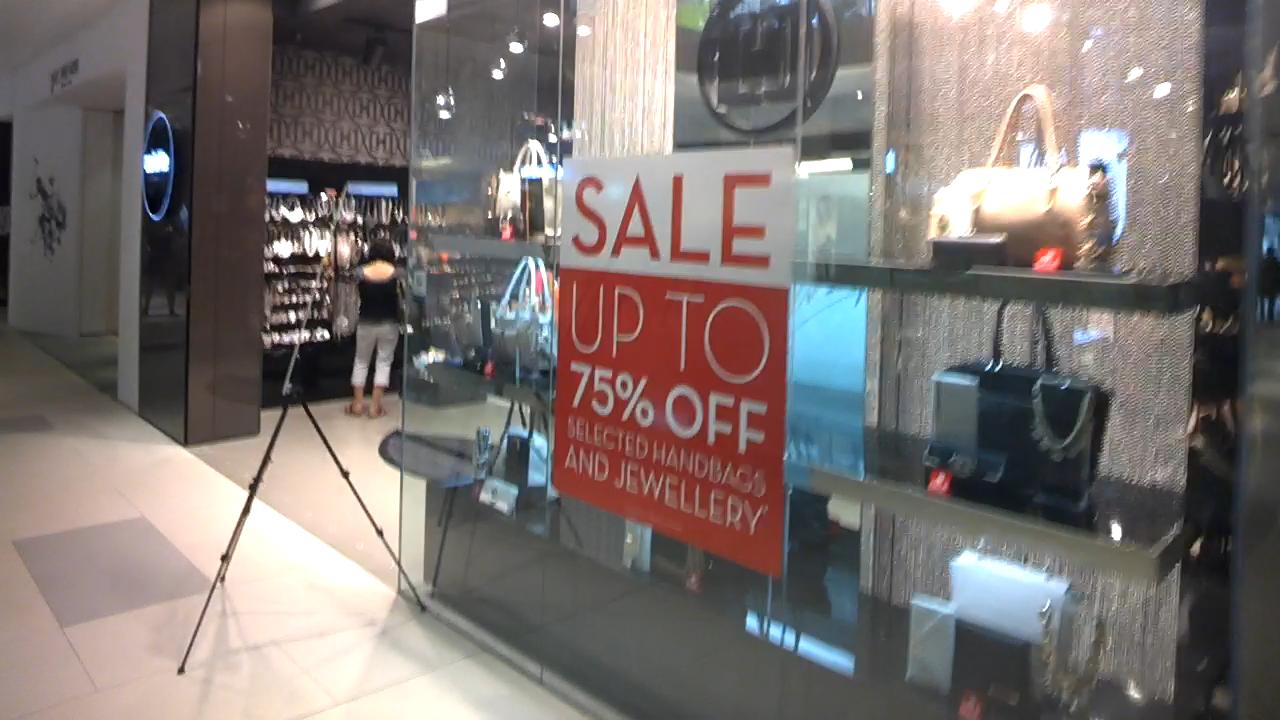 SALE
UP TO
75% OFF
SELECTED HANDBAGS
AND JEWELLERY*